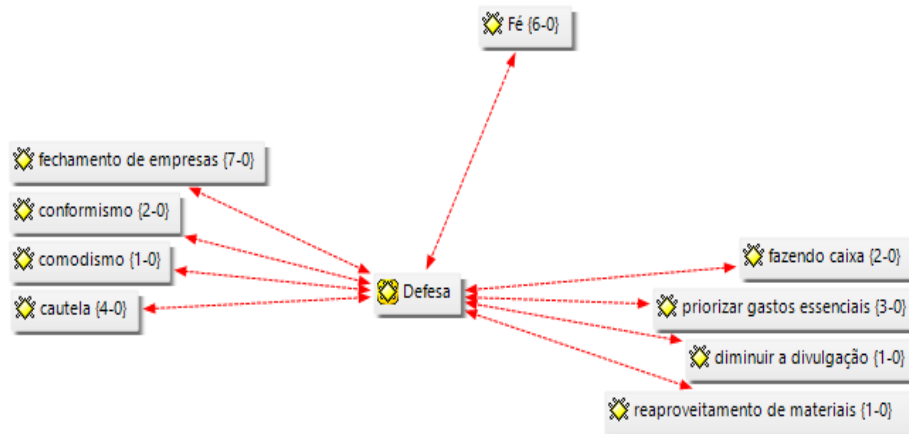 Fé {6-0}
fechamento de empresas {7-0}
conformismo {2-0}
comodismo {1-0}
cautela {4-0}
Defesa
fazendo caixa {2-0}
priorizar gastos essenciais {3-0}
diminuir a divulgação {1-0}
reaproveitamento de materiais {1-0}